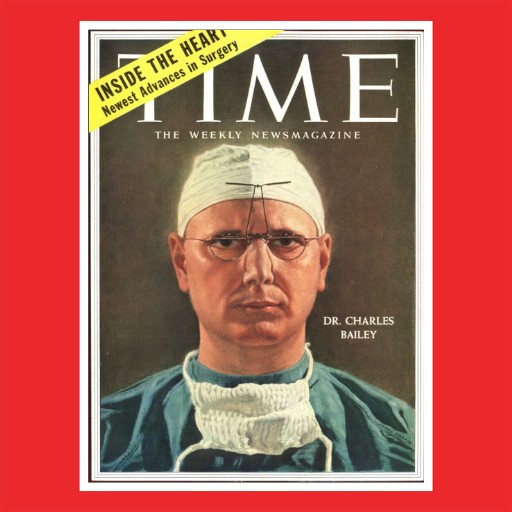 INSIDE THE HEART
Newest Advances in Surgery
TIME
THE WEEKLY NEWSMAGAZINE
DR. CHARLES
BAILEY